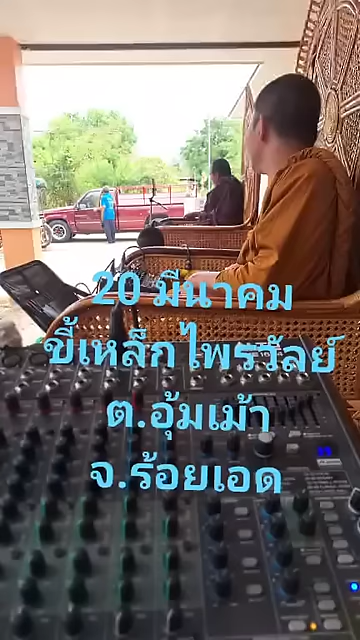 20 มีนาคม
ขี้เหล็กไพรวัลย์
ต.อุ้มเม้า
จ.ร้อยเอด